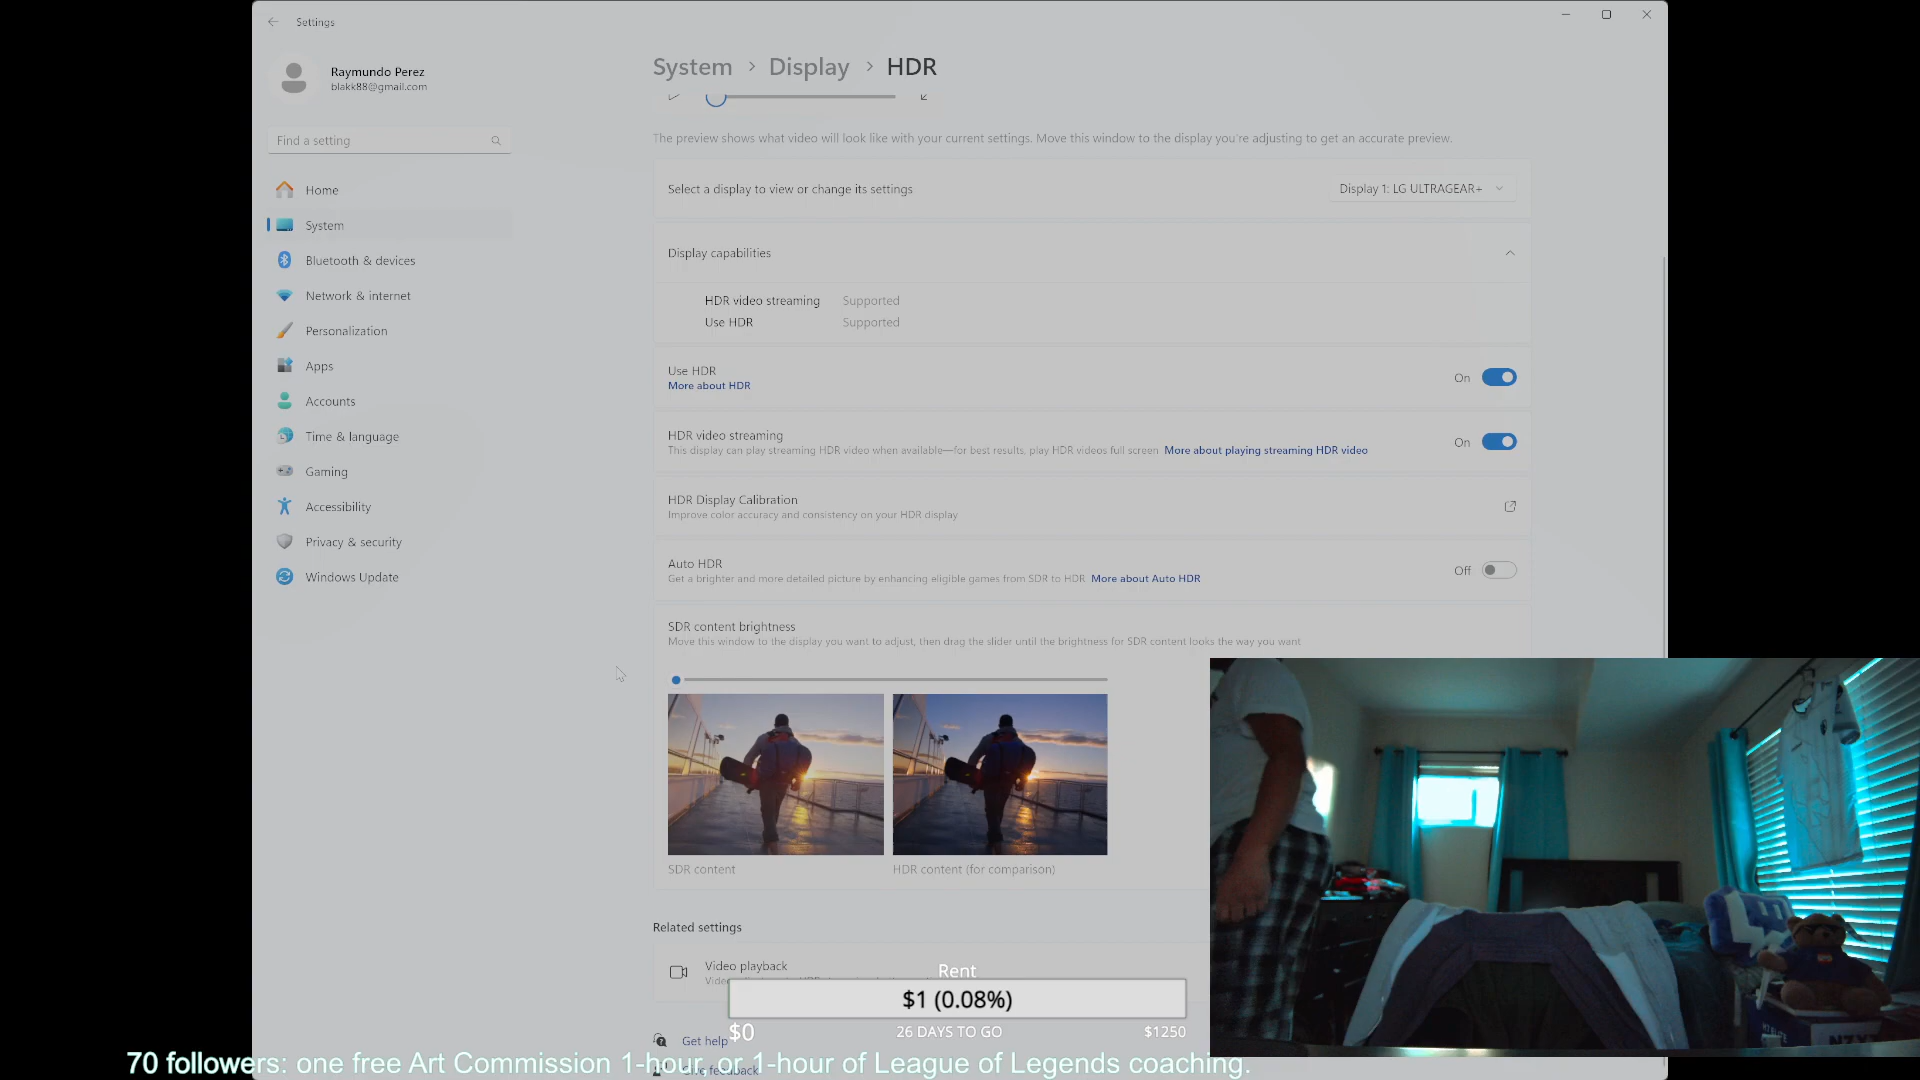 Settings
Raymundo Perez
blakk88@gmail.com
Find a setting
Home
System
Bluetooth & devices
Network & internet
Personalization
Apps
Accounts
Time & language
Gaming
Accessibility
Privacy & security
Windows Update
System > Display > HDR
The preview shows what video will look like with your current settings. Move this window to the display you're adjusting to get an accurate preview.
Select a display to view or change its settings
Display 1: LG ULTRAGEAR+
Display capabilities
HDR video streaming Supported
Use HDR Supported
Use HDR
More about HDR
On
HDR video streaming
This display can play streaming HDR video when available—for best results, play HDR videos full screen More about playing streaming HDR video
On
HDR Display Calibration
Improve color accuracy and consistency on your HDR display
Auto HDR
Get a brighter and more detailed picture by enhancing eligible games from SDR to HDR More about Auto HDR
Off
SDR content brightness
Move this window to the display you want to adjust, then drag the slider until the brightness for SDR content looks the way you want
SDR content
HDR content (for comparison)
Related settings
Video playback
Rent
$1 (0.08%)
$0
26 DAYS TO GO
$1250
Get help
70 followers: one free Art Commission 1-hour, or 1-hour of League of Legends coaching.
Give feedback